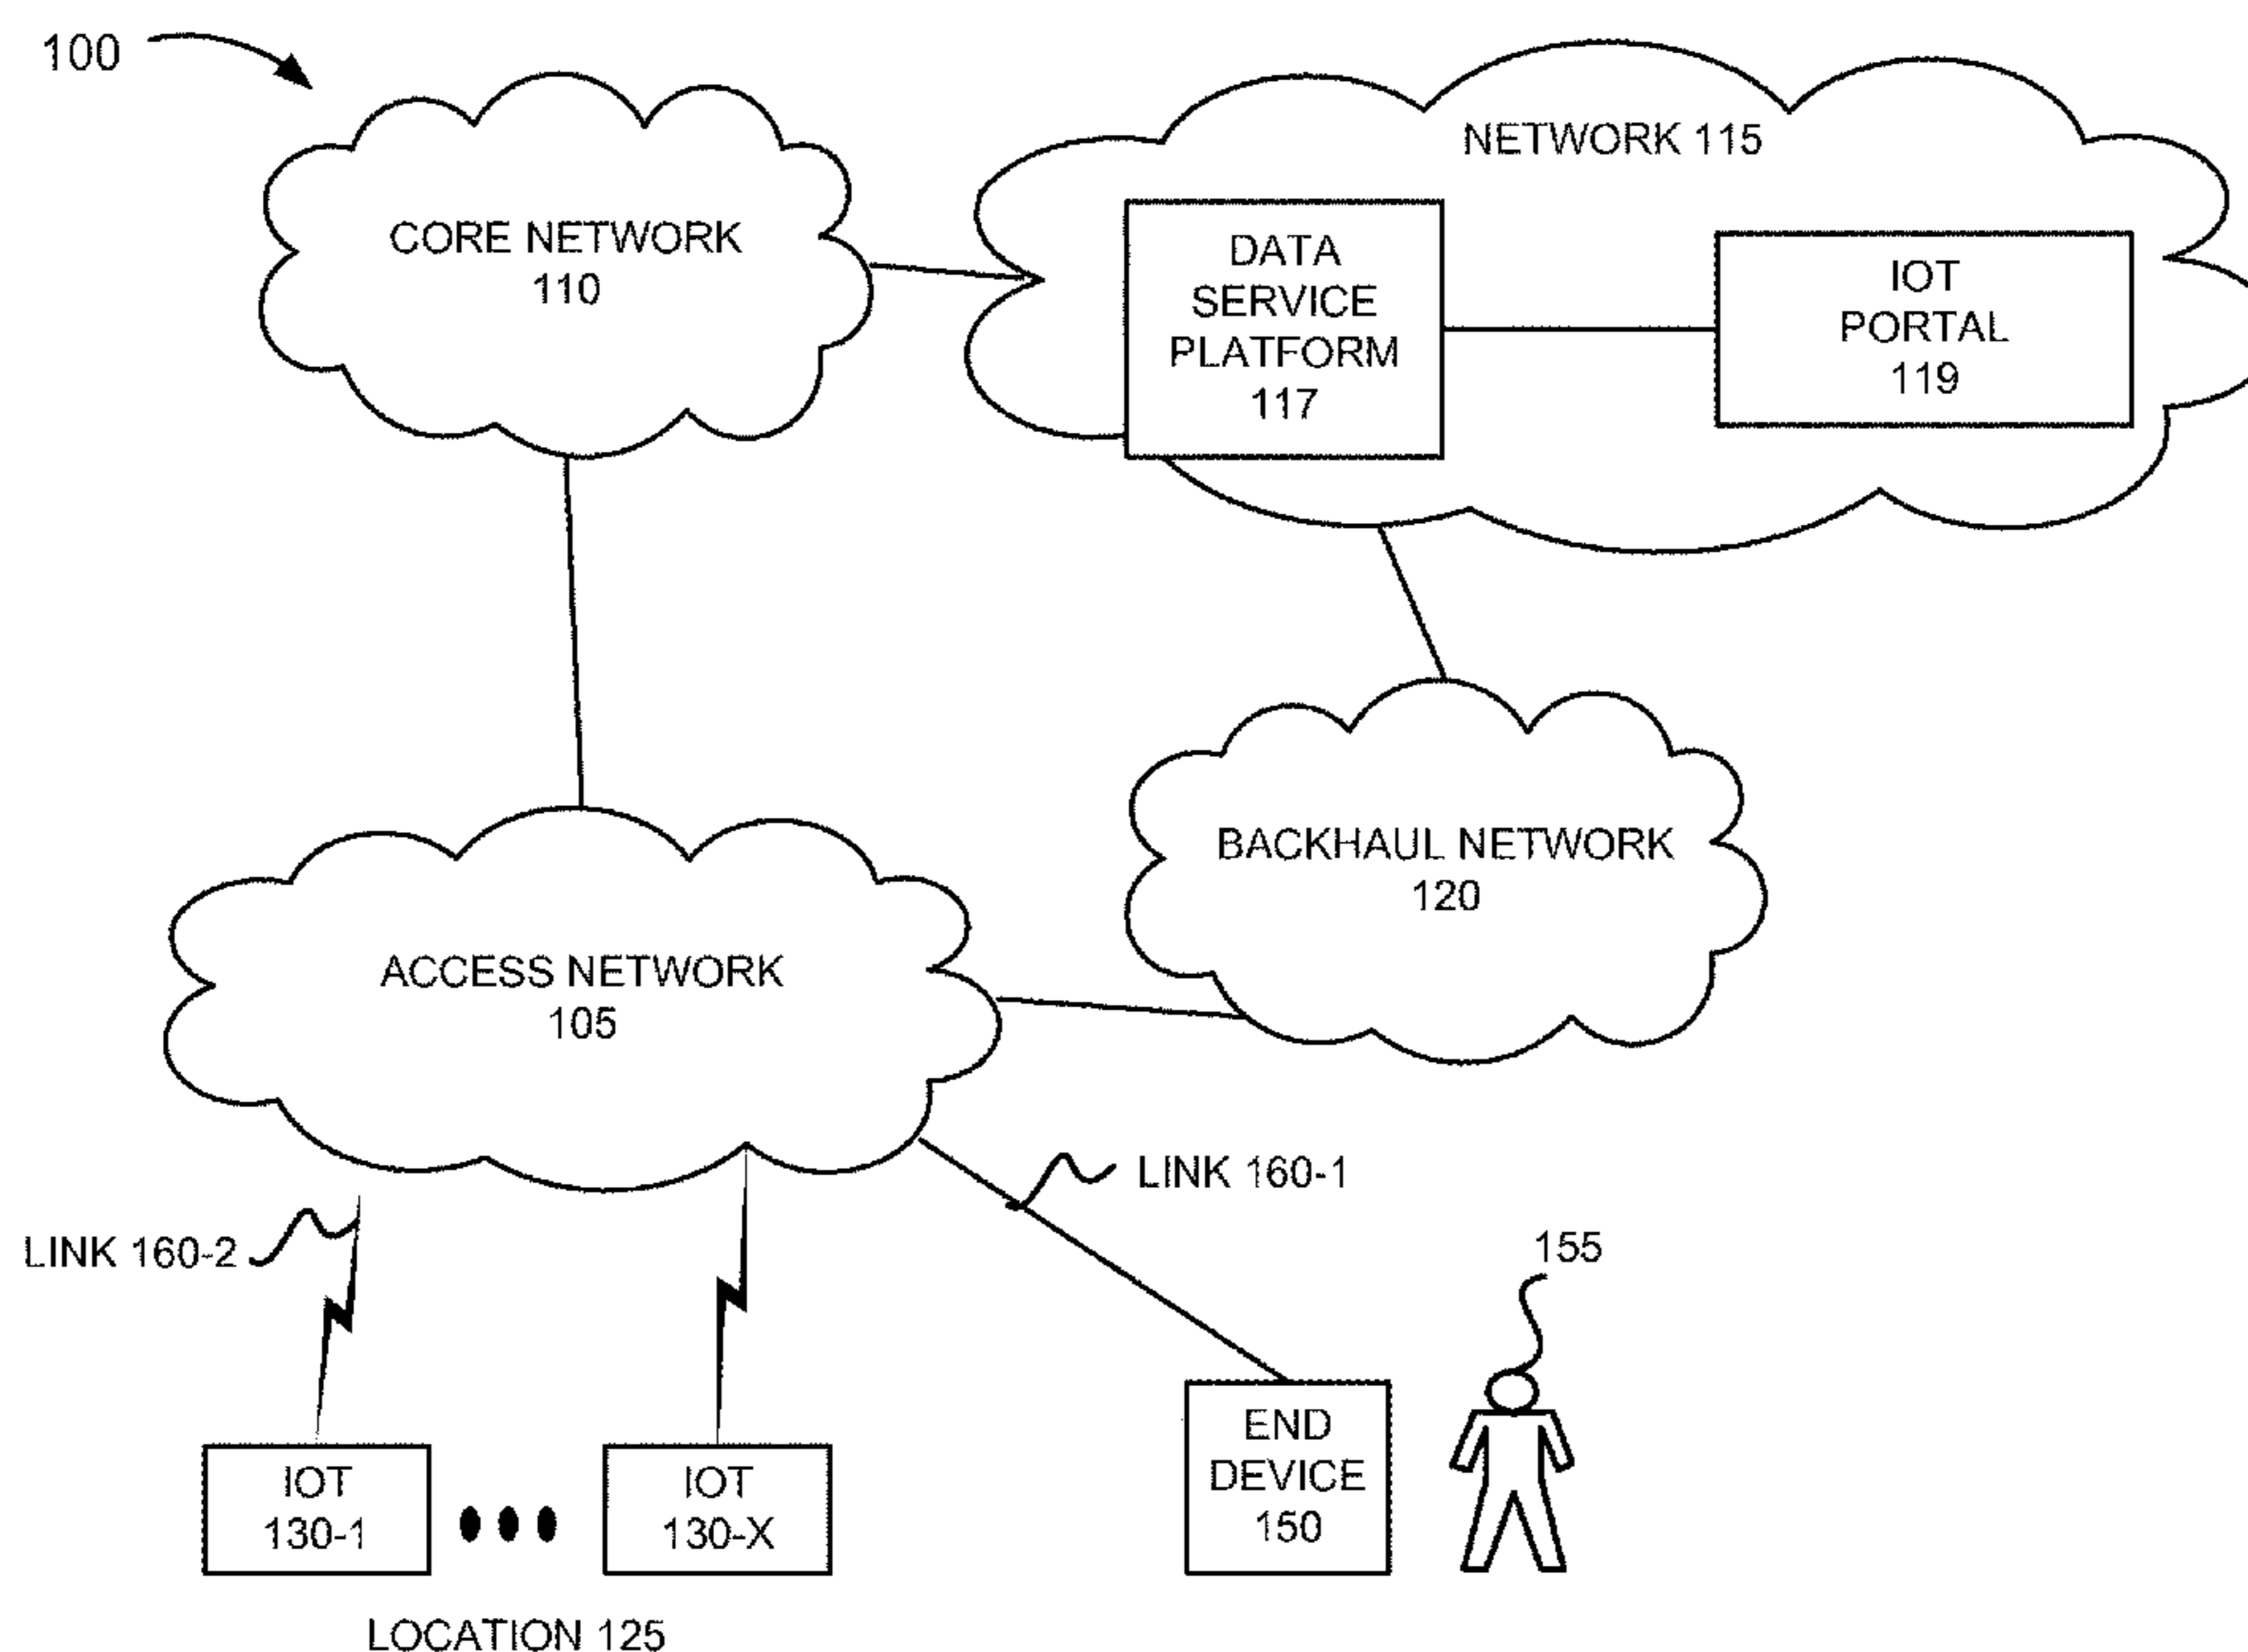 100
NETWORK 115
CORE NETWORK
110
DATA
SERVICE
PLATFORM
117
IOT
PORTAL
119
BACKHAUL NETWORK
120
ACCESS NETWORK
105
LINK 160-1
LINK 160-2
155
IOT
130-1
IOT
130-X
END
DEVICE
150
LOCATION 125